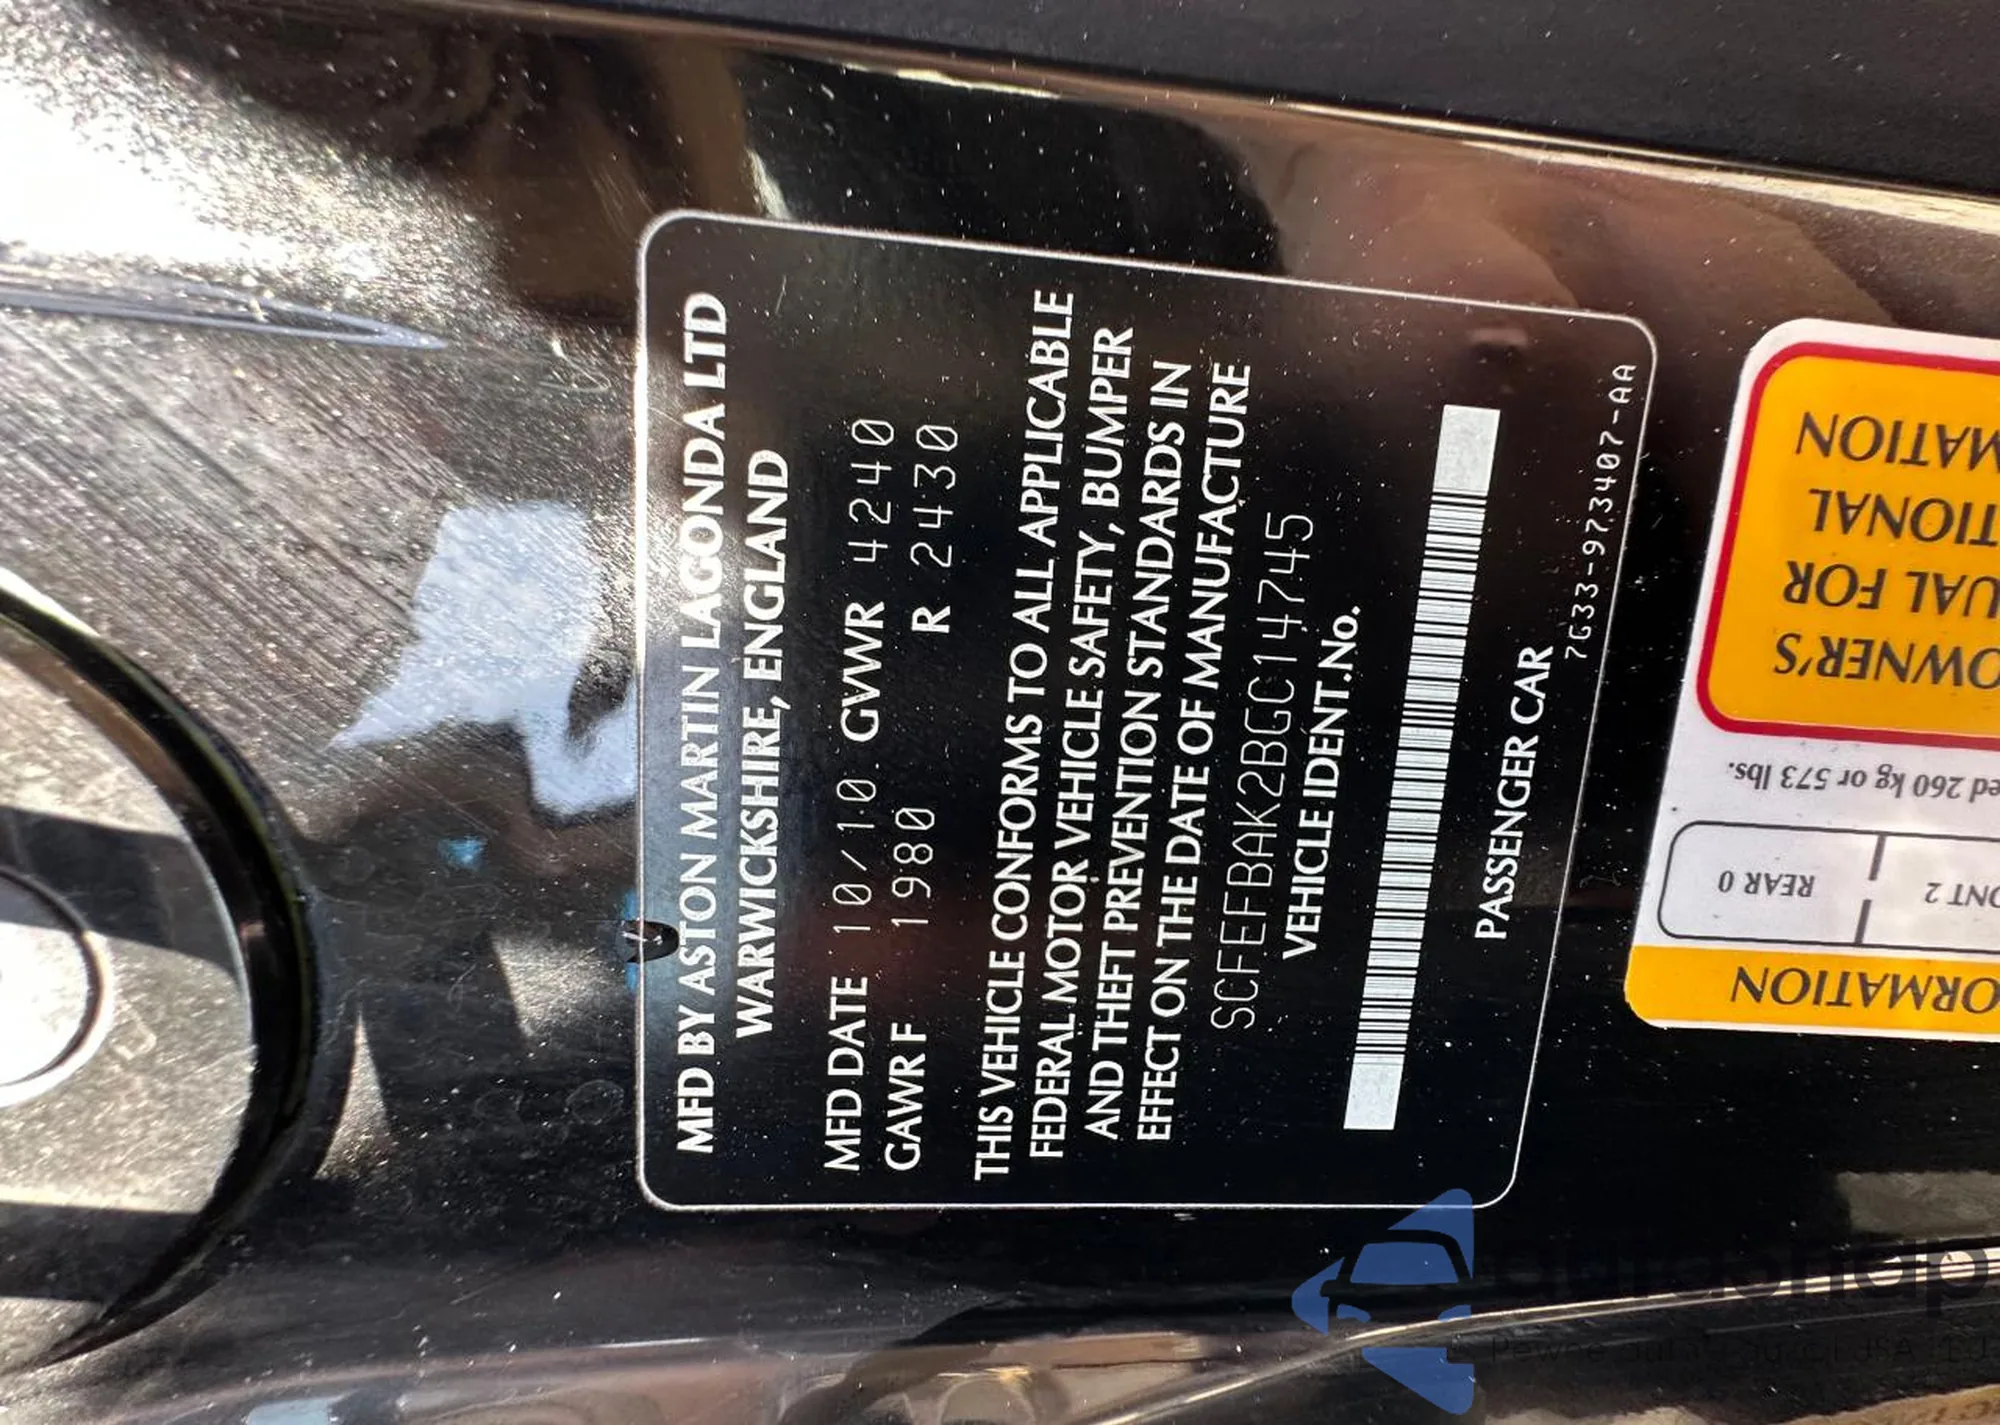 MFD BY ASTON MARTIN LAGONDA LTD
WARWICKSHIRE, ENGLAND
MFD DATE 10/10 GVWR 4240
GAWR F 1980 R 2430
THIS VEHICLE CONFORMS TO ALL APPLICABLE
FEDERAL MOTOR VEHICLE SAFETY, BUMPER
AND THEFT PREVENTION STANDARDS IN
EFFECT ON THE DATE OF MANUFACTURE
SCFEFBAK2BGC14745
VEHICLE IDENT.No.
PASSENGER CAR
7G33-973407-AA
ORMATION
ONT 2
REAR 0
ed 260 kg or 573 lbs.
OWNER'S
UAL FOR
TIONAL
MATION